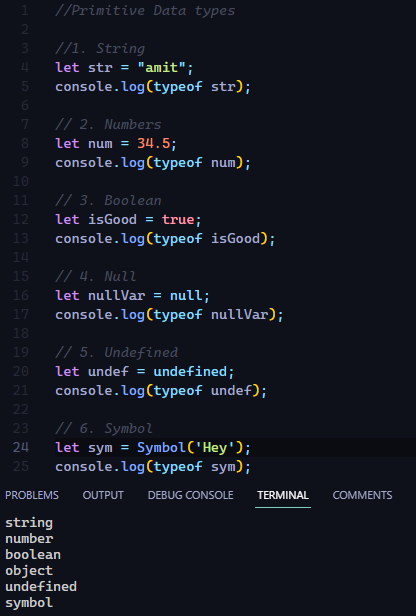 1 //Primitive Data types
2
3 //1. String
4 let str = "amit";
5 console.log(typeof str);
6
7 // 2. Numbers
8 let num = 34.5;
9 console.log(typeof num);
10
11 // 3. Boolean
12 let isGood = true;
13 console.log(typeof isGood);
14
15 // 4. Null
16 let nullVar = null;
17 console.log(typeof nullVar);
18
19 // 5. Undefined
20 let undef = undefined;
21 console.log(typeof undef);
22
23 // 6. Symbol
24 let sym = Symbol('Hey');
25 console.log(typeof sym);
PROBLEMS OUTPUT DEBUG CONSOLE TERMINAL COMMENTS
string
number
boolean
object
undefined
symbol